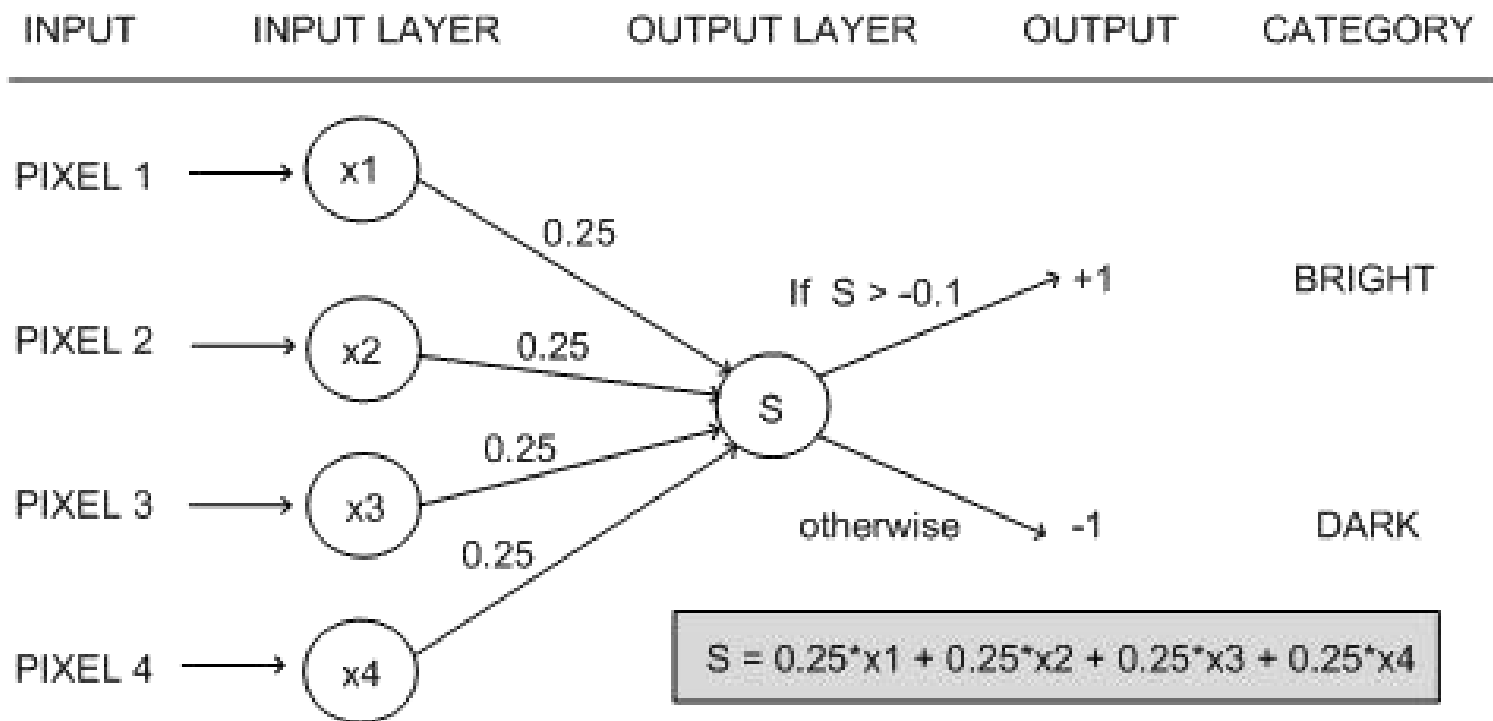 INPUT INPUT LAYER OUTPUT LAYER OUTPUT CATEGORY
PIXEL 1 x1
0.25
If S > -0.1 +1 BRIGHT
PIXEL 2 x2 0.25
S
0.25
PIXEL 3 x3
otherwise -1 DARK
0.25
PIXEL 4 x4
S = 0.25*x1 + 0.25*x2 + 0.25*x3 + 0.25*x4